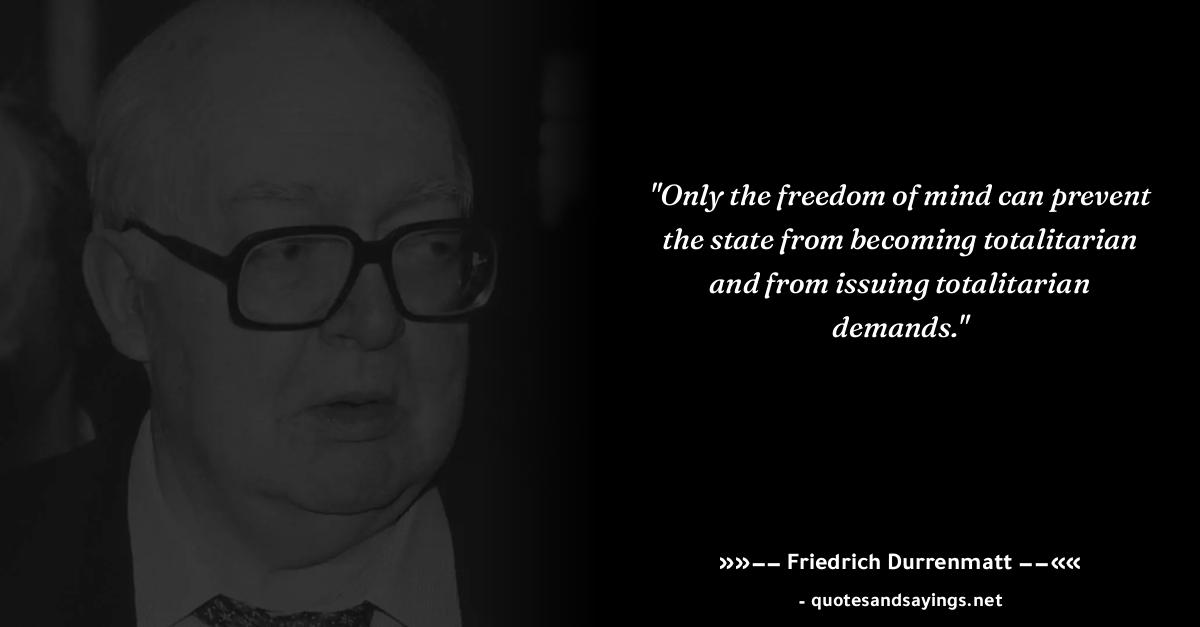 "Only the freedom of mind can prevent
the state from becoming totalitarian
and from issuing totalitarian
demands."
»»−− Friedrich Durrenmatt −−««
- quotesandsayings.net